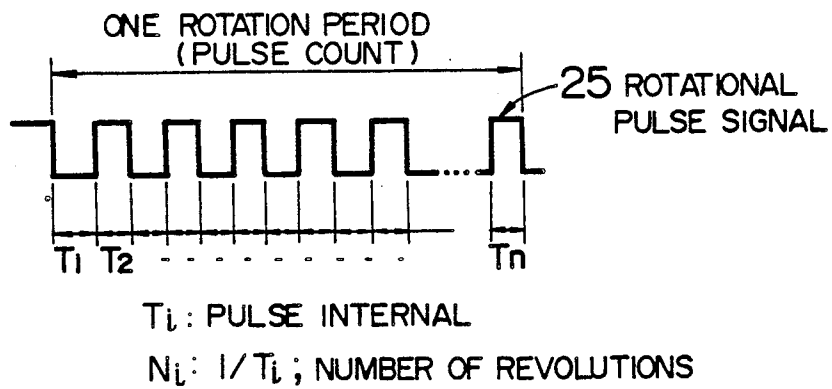 ONE ROTATION PERIOD
(PULSE COUNT)
25 ROTATIONAL
PULSE SIGNAL
T1 T2 - - - - - - - - Tn
Ti : PULSE INTERNAL
Ni : 1/Ti ; NUMBER OF REVOLUTIONS